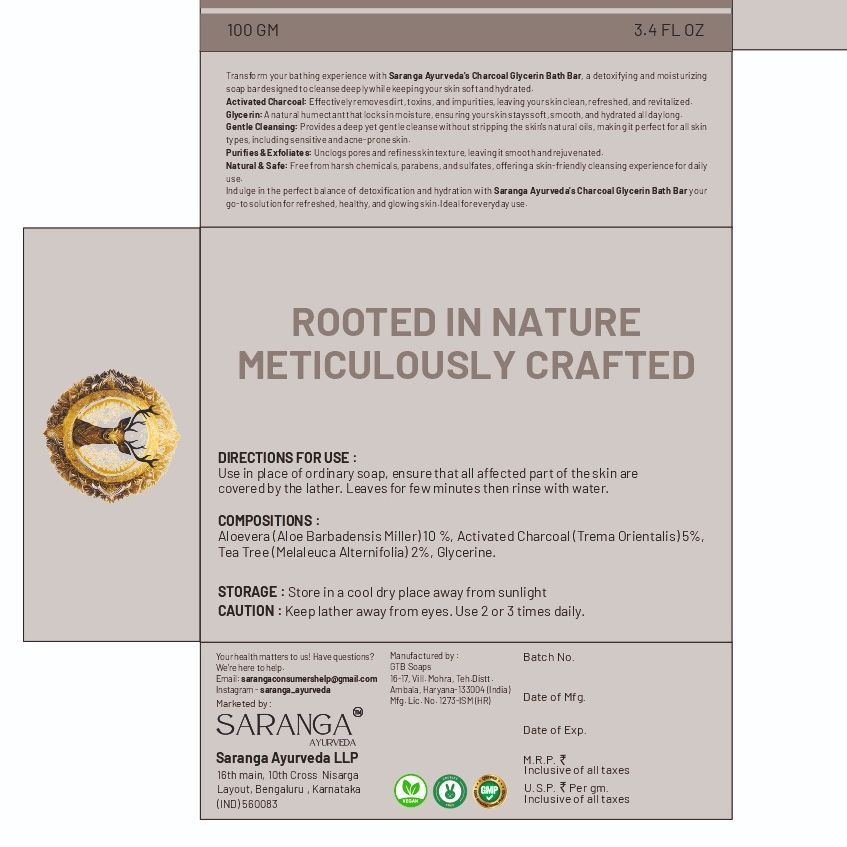 100 GM
3.4 FL OZ
Transform your bathing experience with Saranga Ayurveda's Charcoal Glycerin Bath Bar, a detoxifying and moisturizing
soap bar designed to cleanse deeply while keeping your skin soft and hydrated.
Activated Charcoal: Effectively removes dirt, toxins, and impurities, leaving your skin clean, refreshed, and revitalized.
Glycerin: A natural humectant that locks in moisture, ensuring your skin stays soft, smooth, and hydrated all day long.
Gentle Cleansing: Provides a deep yet gentle cleanse without stripping the skin's natural oils, making it perfect for all skin
types, including sensitive and acne-prone skin.
Purifies & Exfoliates: Unclogs pores and refines skin texture, leaving it smooth and rejuvenated.
Natural & Safe: Free from harsh chemicals, parabens, and sulfates, offering a skin-friendly cleansing experience for daily
use.
Indulge in the perfect balance of detoxification and hydration with Saranga Ayurveda's Charcoal Glycerin Bath Bar your
go-to solution for refreshed, healthy, and glowing skin. Ideal for everyday use.
ROOTED IN NATURE
METICULOUSLY CRAFTED
DIRECTIONS FOR USE :
Use in place of ordinary soap, ensure that all affected part of the skin are
covered by the lather. Leaves for few minutes then rinse with water.
COMPOSITIONS :
Aloevera (Aloe Barbadensis Miller) 10 %, Activated Charcoal (Trema Orientalis) 5%,
Tea Tree (Melaleuca Alternifolia) 2%, Glycerine.
STORAGE : Store in a cool dry place away from sunlight
CAUTION : Keep lather away from eyes. Use 2 or 3 times daily.
Your health matters to us! Have questions?
We're here to help.
Email: sarangaconsumershelp@gmail.com
Instagram - saranga_ayurveda
Marketed by:
SARANGA TM
AYURVEDA
Saranga Ayurveda LLP
16th main, 10th Cross Nisarga
Layout, Bengaluru , Karnataka
(IND) 560083
Manufactured by :
GTB Soaps
16-17, Vill. Mohra, Teh.Distt.
Ambala, Haryana-133004 (India)
Mfg. Lic. No. 1273-ISM (HR)
VEGAN
CRUELTY
FREE
GMP
Batch No.
Date of Mfg.
Date of Exp.
M.R.P. ₹
Inclusive of all taxes
U.S.P. ₹ Per gm.
Inclusive of all taxes